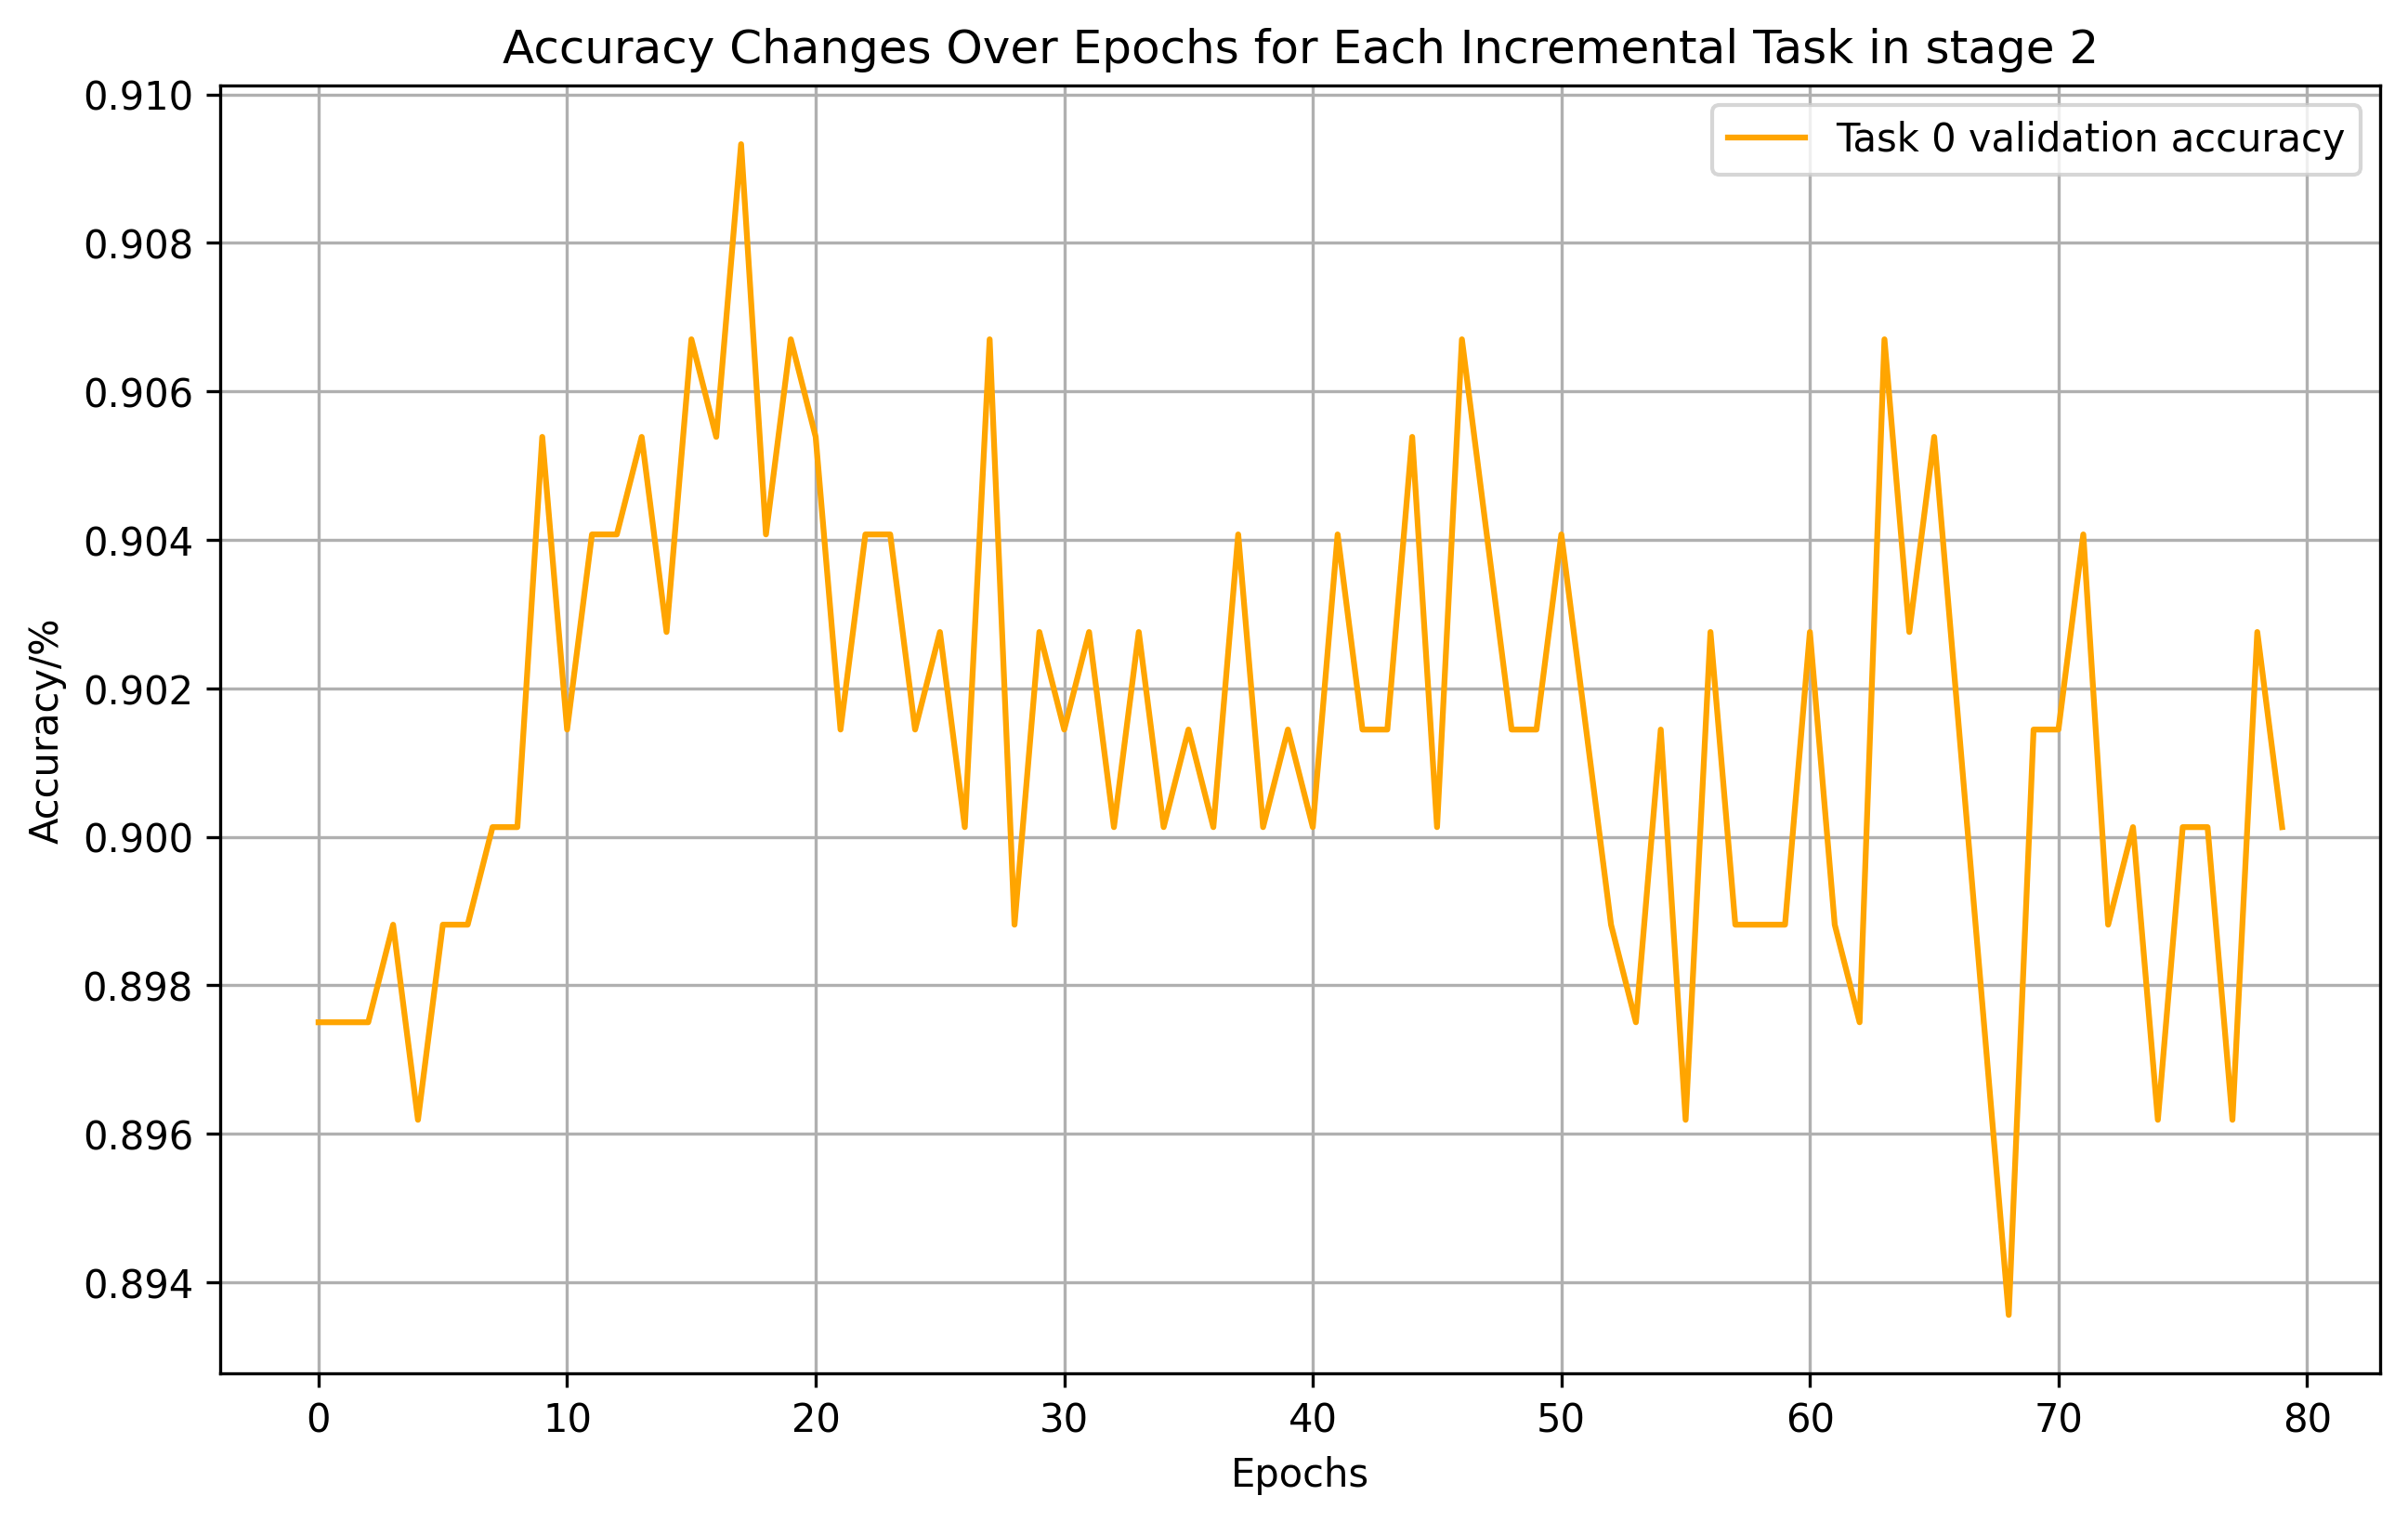 Accuracy Changes Over Epochs for Each Incremental Task in stage 2
Task 0 validation accuracy
0.910
0.908
0.906
0.904
0.902
0.900
0.898
0.896
0.894
Accuracy/%
0 10 20 30 40 50 60 70 80
Epochs